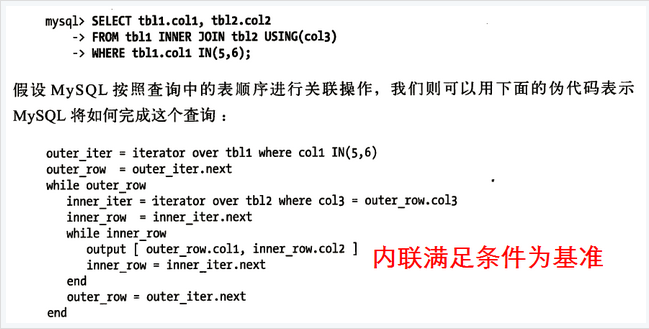 mysql> SELECT tbl1.col1, tbl2.col2
-> FROM tbl1 INNER JOIN tbl2 USING(col3)
-> WHERE tbl1.col1 IN(5,6);
假设 MySQL 按照查询中的表顺序进行关联操作，我们则可以用下面的伪代码表示
MySQL 将如何完成这个查询：
outer_iter = iterator over tbl1 where col1 IN(5,6)
outer_row = outer_iter.next
while outer_row
inner_iter = iterator over tbl2 where col3 = outer_row.col3
inner_row = inner_iter.next
while inner_row
output [ outer_row.col1, inner_row.col2 ]
inner_row = inner_iter.next
end
outer_row = outer_iter.next
end
内联满足条件为基准